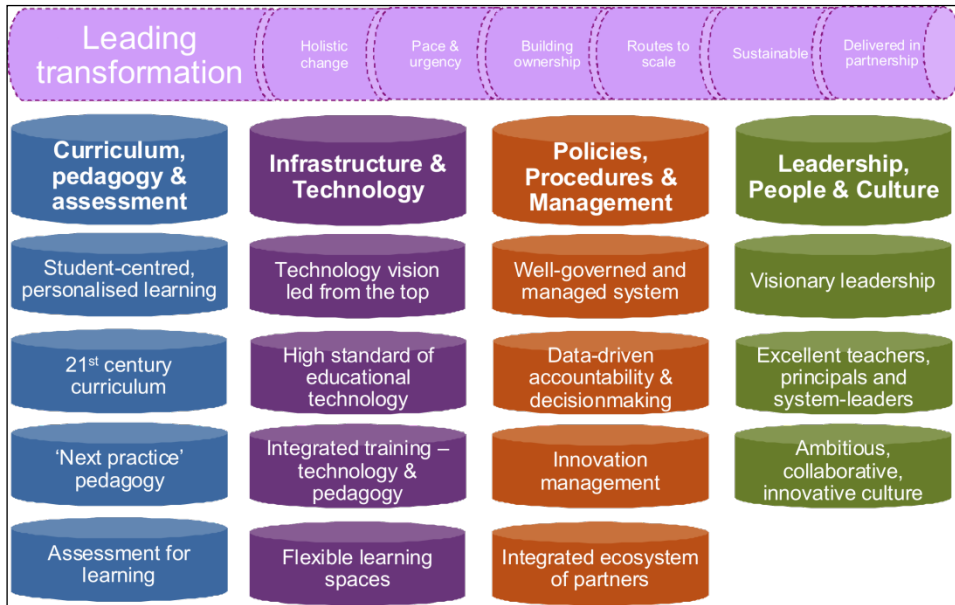 Leading
transformation
Holistic
change
Pace &
urgency
Building
ownership
Routes to
scale
Sustainable
Delivered in
partnership
Curriculum,
pedagogy &
assessment
Student-centred,
personalised learning
21st century
curriculum
‘Next practice’
pedagogy
Assessment for
learning
Infrastructure &
Technology
Technology vision
led from the top
High standard of
educational
technology
Integrated training –
technology &
pedagogy
Flexible learning
spaces
Policies,
Procedures &
Management
Well-governed and
managed system
Data-driven
accountability &
decisionmaking
Innovation
management
Integrated ecosystem
of partners
Leadership,
People & Culture
Visionary leadership
Excellent teachers,
principals and
system-leaders
Ambitious,
collaborative,
innovative culture